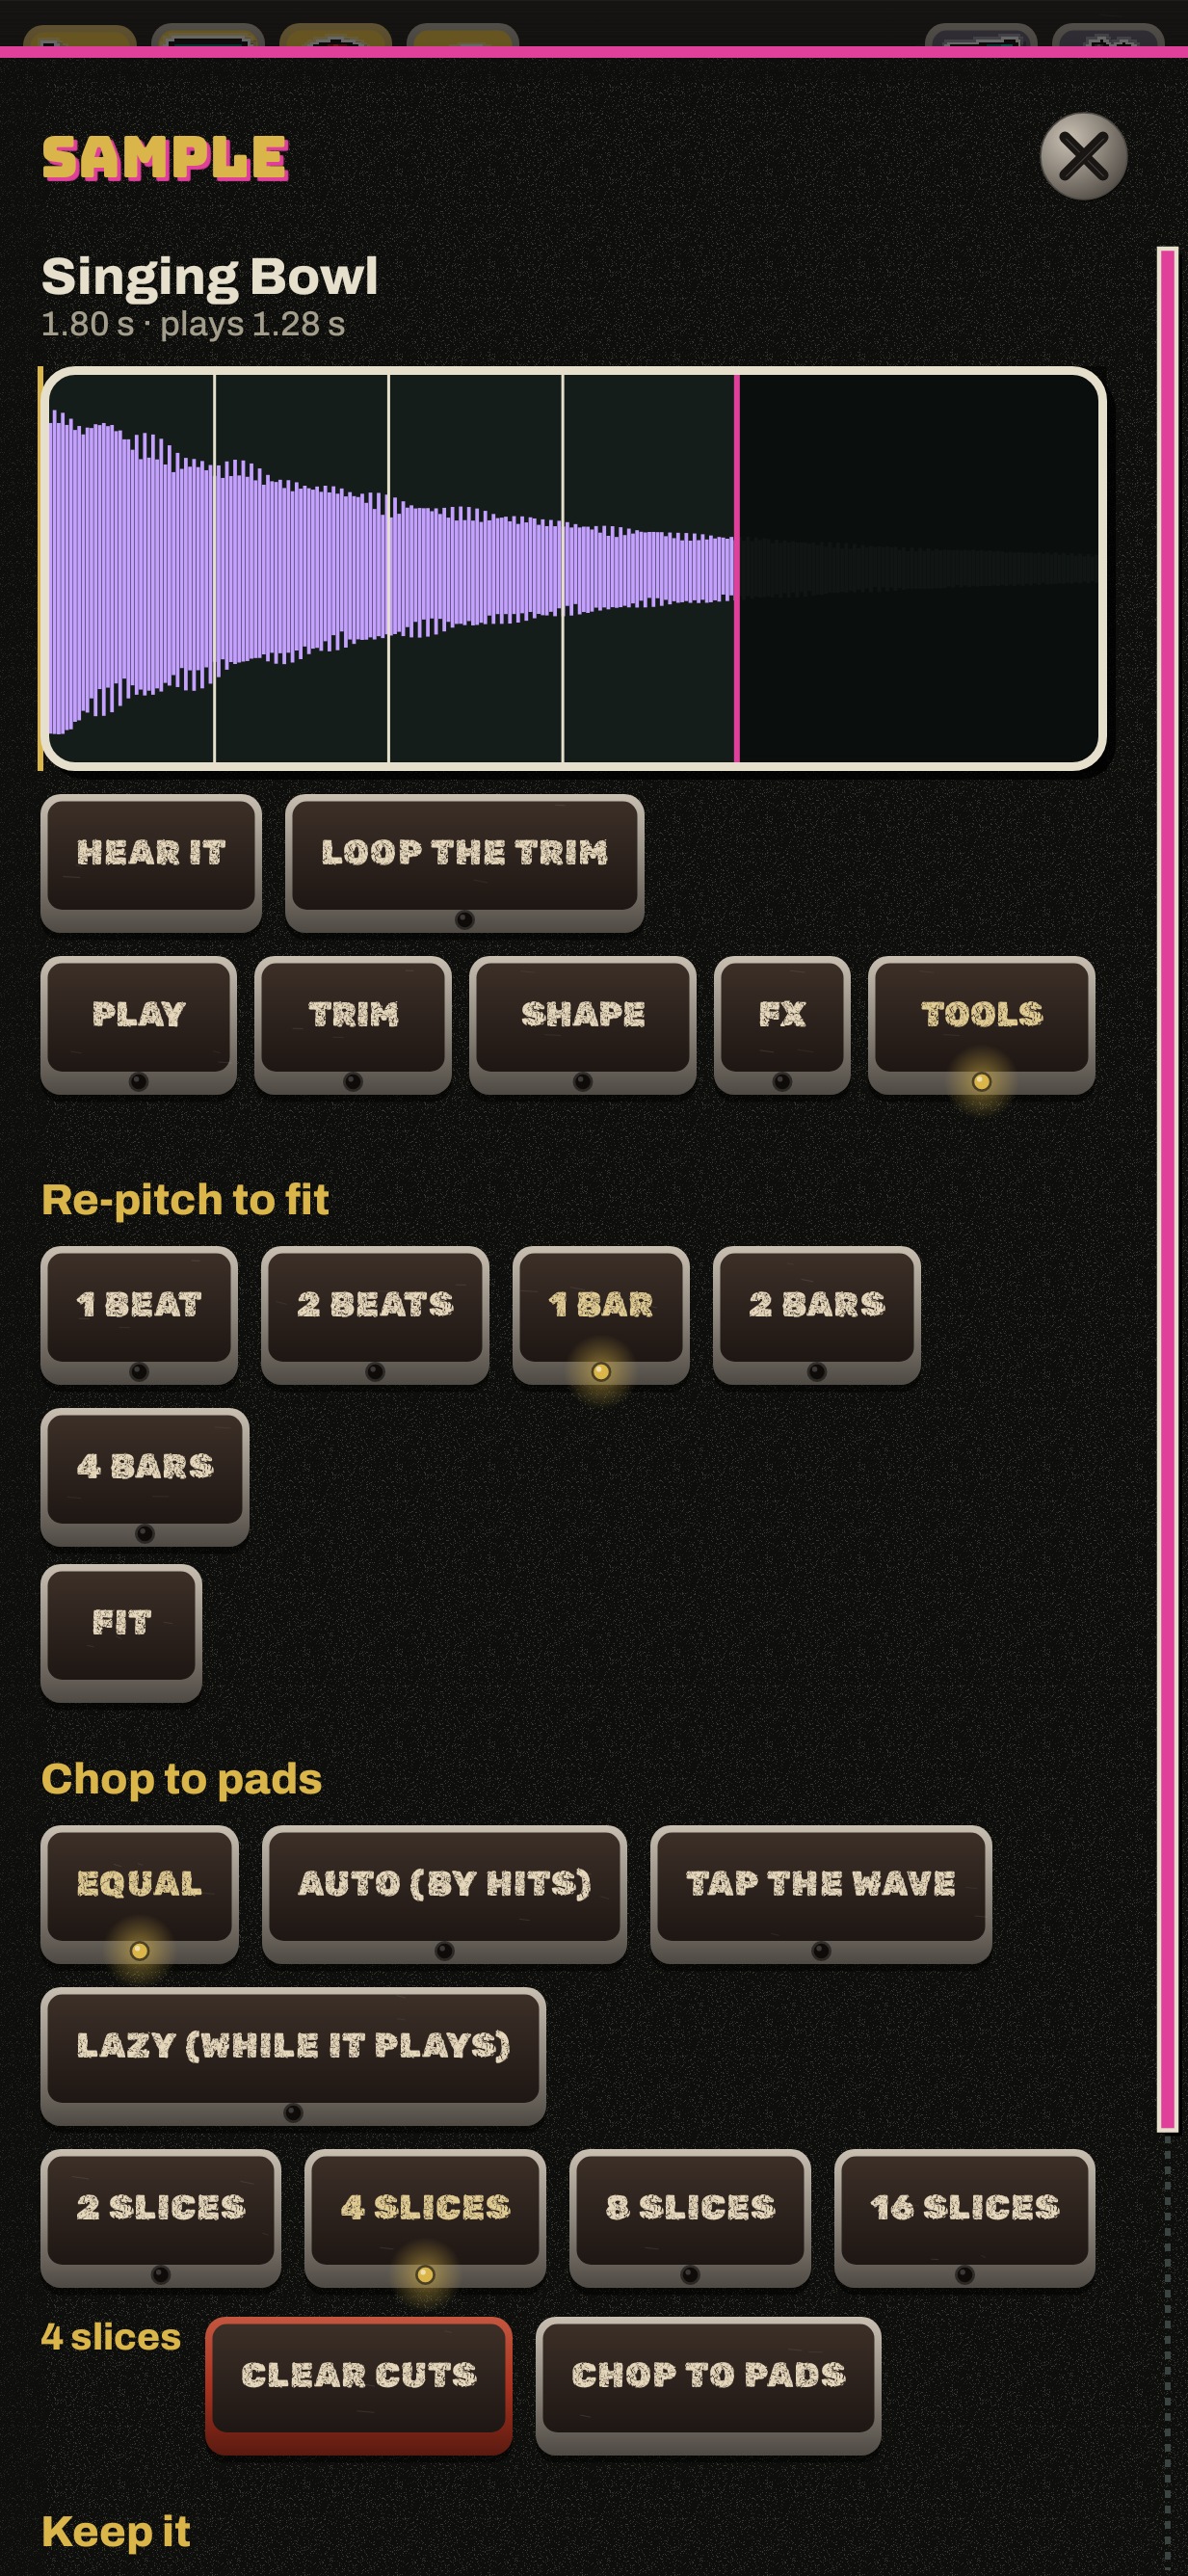 SAMPLE
Singing Bowl
1.80 s · plays 1.28 s
HEAR IT LOOP THE TRIM
PLAY TRIM SHAPE FX TOOLS
Re-pitch to fit
1 BEAT 2 BEATS 1 BAR 2 BARS
4 BARS
FIT
Chop to pads
EQUAL AUTO (BY HITS) TAP THE WAVE
LAZY (WHILE IT PLAYS)
2 SLICES 4 SLICES 8 SLICES 16 SLICES
4 slices CLEAR CUTS CHOP TO PADS
Keep it